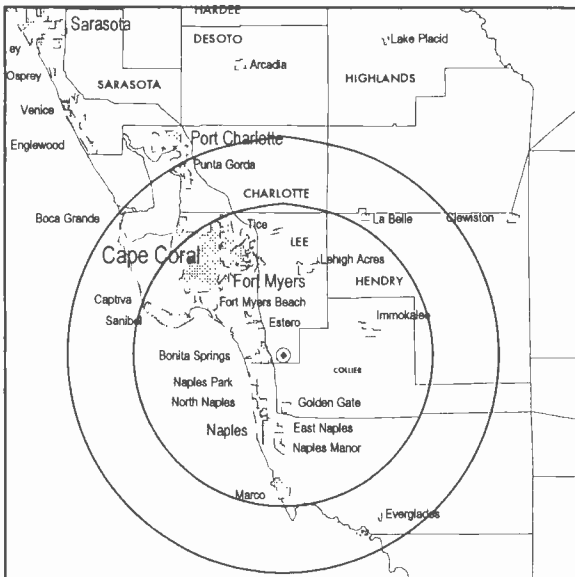 HARDEE
Sarasota
DESOTO
Lake Placid
ey
Arcadia
Osprey
SARASOTA
HIGHLANDS
Venice
Port Charlotte
Englewood
Punta Gorda
CHARLOTTE
Boca Grande
La Belle
Clewiston
Tice
LEE
Cape Coral
Lehigh Acres
Fort Myers
HENDRY
Captiva
Fort Myers Beach
Sanibel
Estero
Immokalee
Bonita Springs
COLLIER
Naples Park
North Naples
Golden Gate
Naples
East Naples
Naples Manor
Marco
Everglades